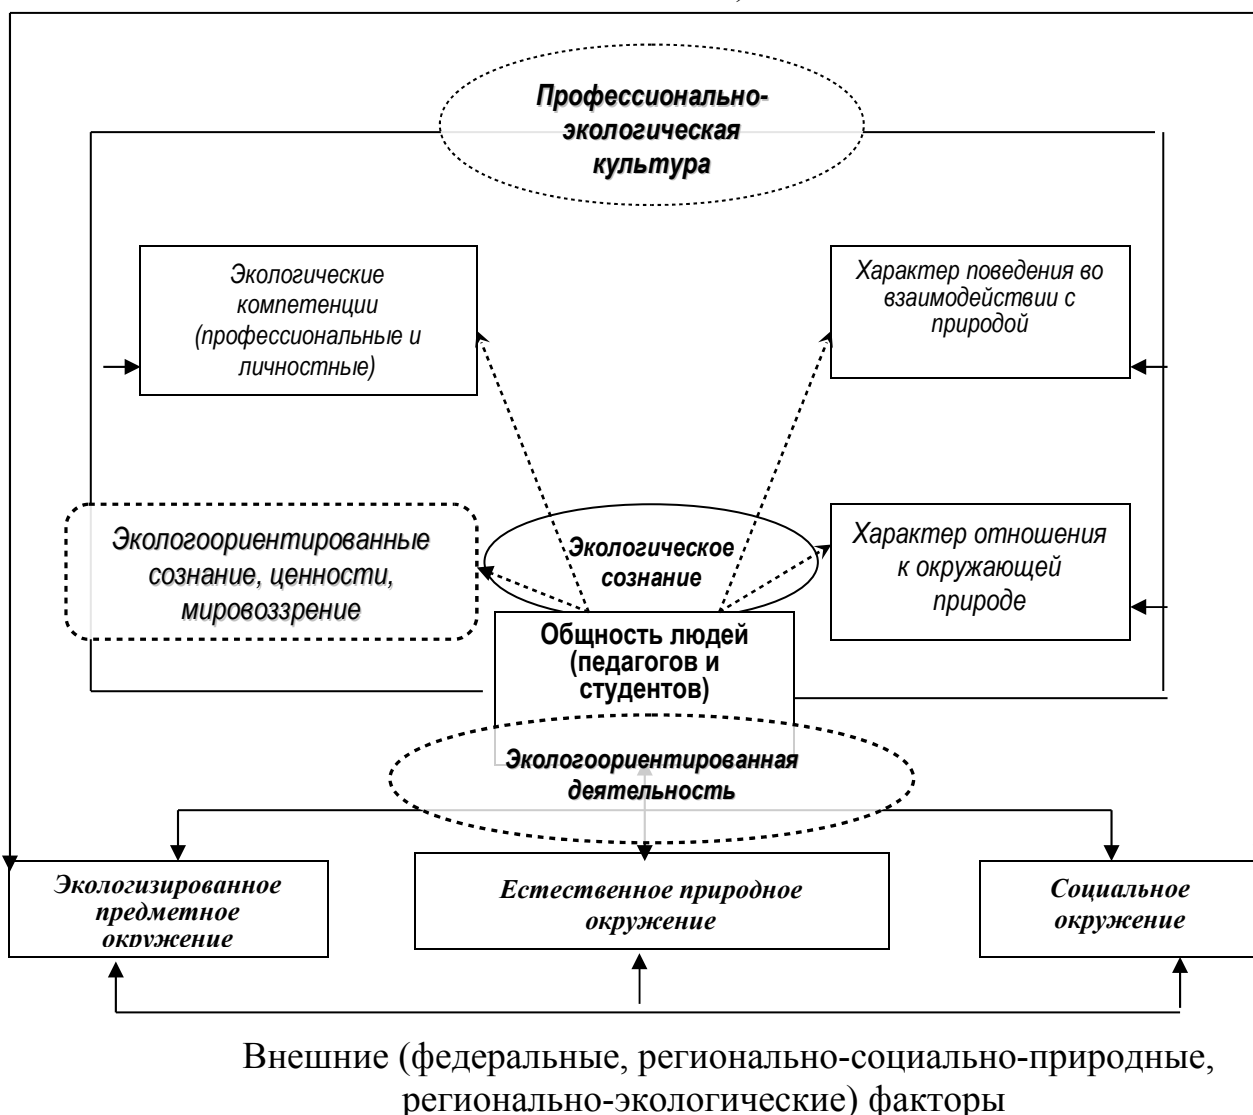 Профессионально-
экологическая
культура
Экологические
компетенции
(профессиональные и
личностные)
Характер поведения во
взаимодействии с
природой
Экологоориентированные
сознание, ценности,
мировоззрение
Экологическое
сознание
Характер отношения
к окружающей
природе
Общность людей
(педагогов и
студентов)
Экологоориентированная
деятельность
Экологизированное
предметное
окружение
Естественное природное
окружение
Социальное
окружение
Внешние (федеральные, регионально-социально-природные,
регионально-экологические) факторы